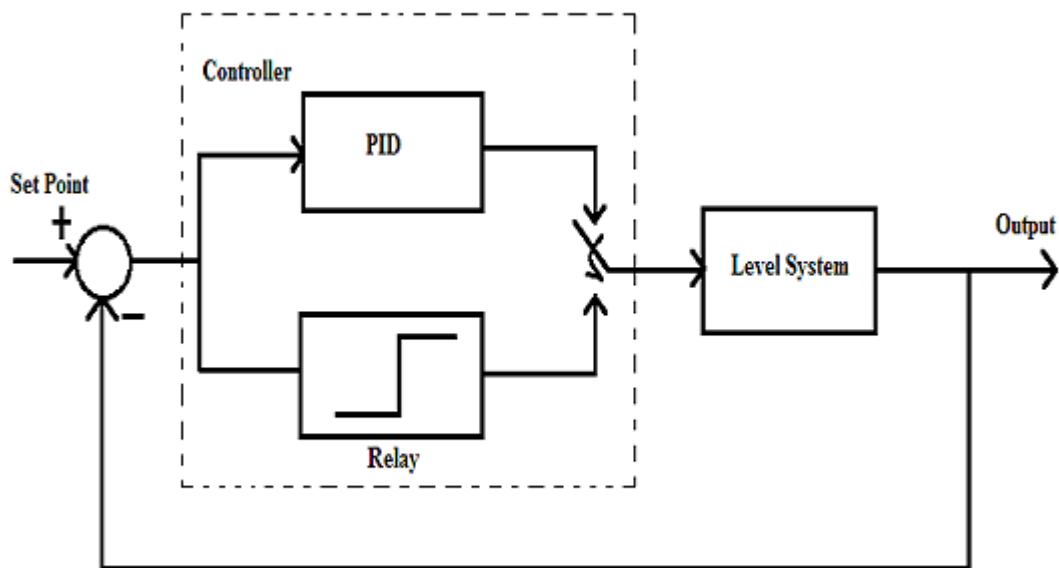 Controller
PID
Set Point
+
−
Relay
Level System
Output